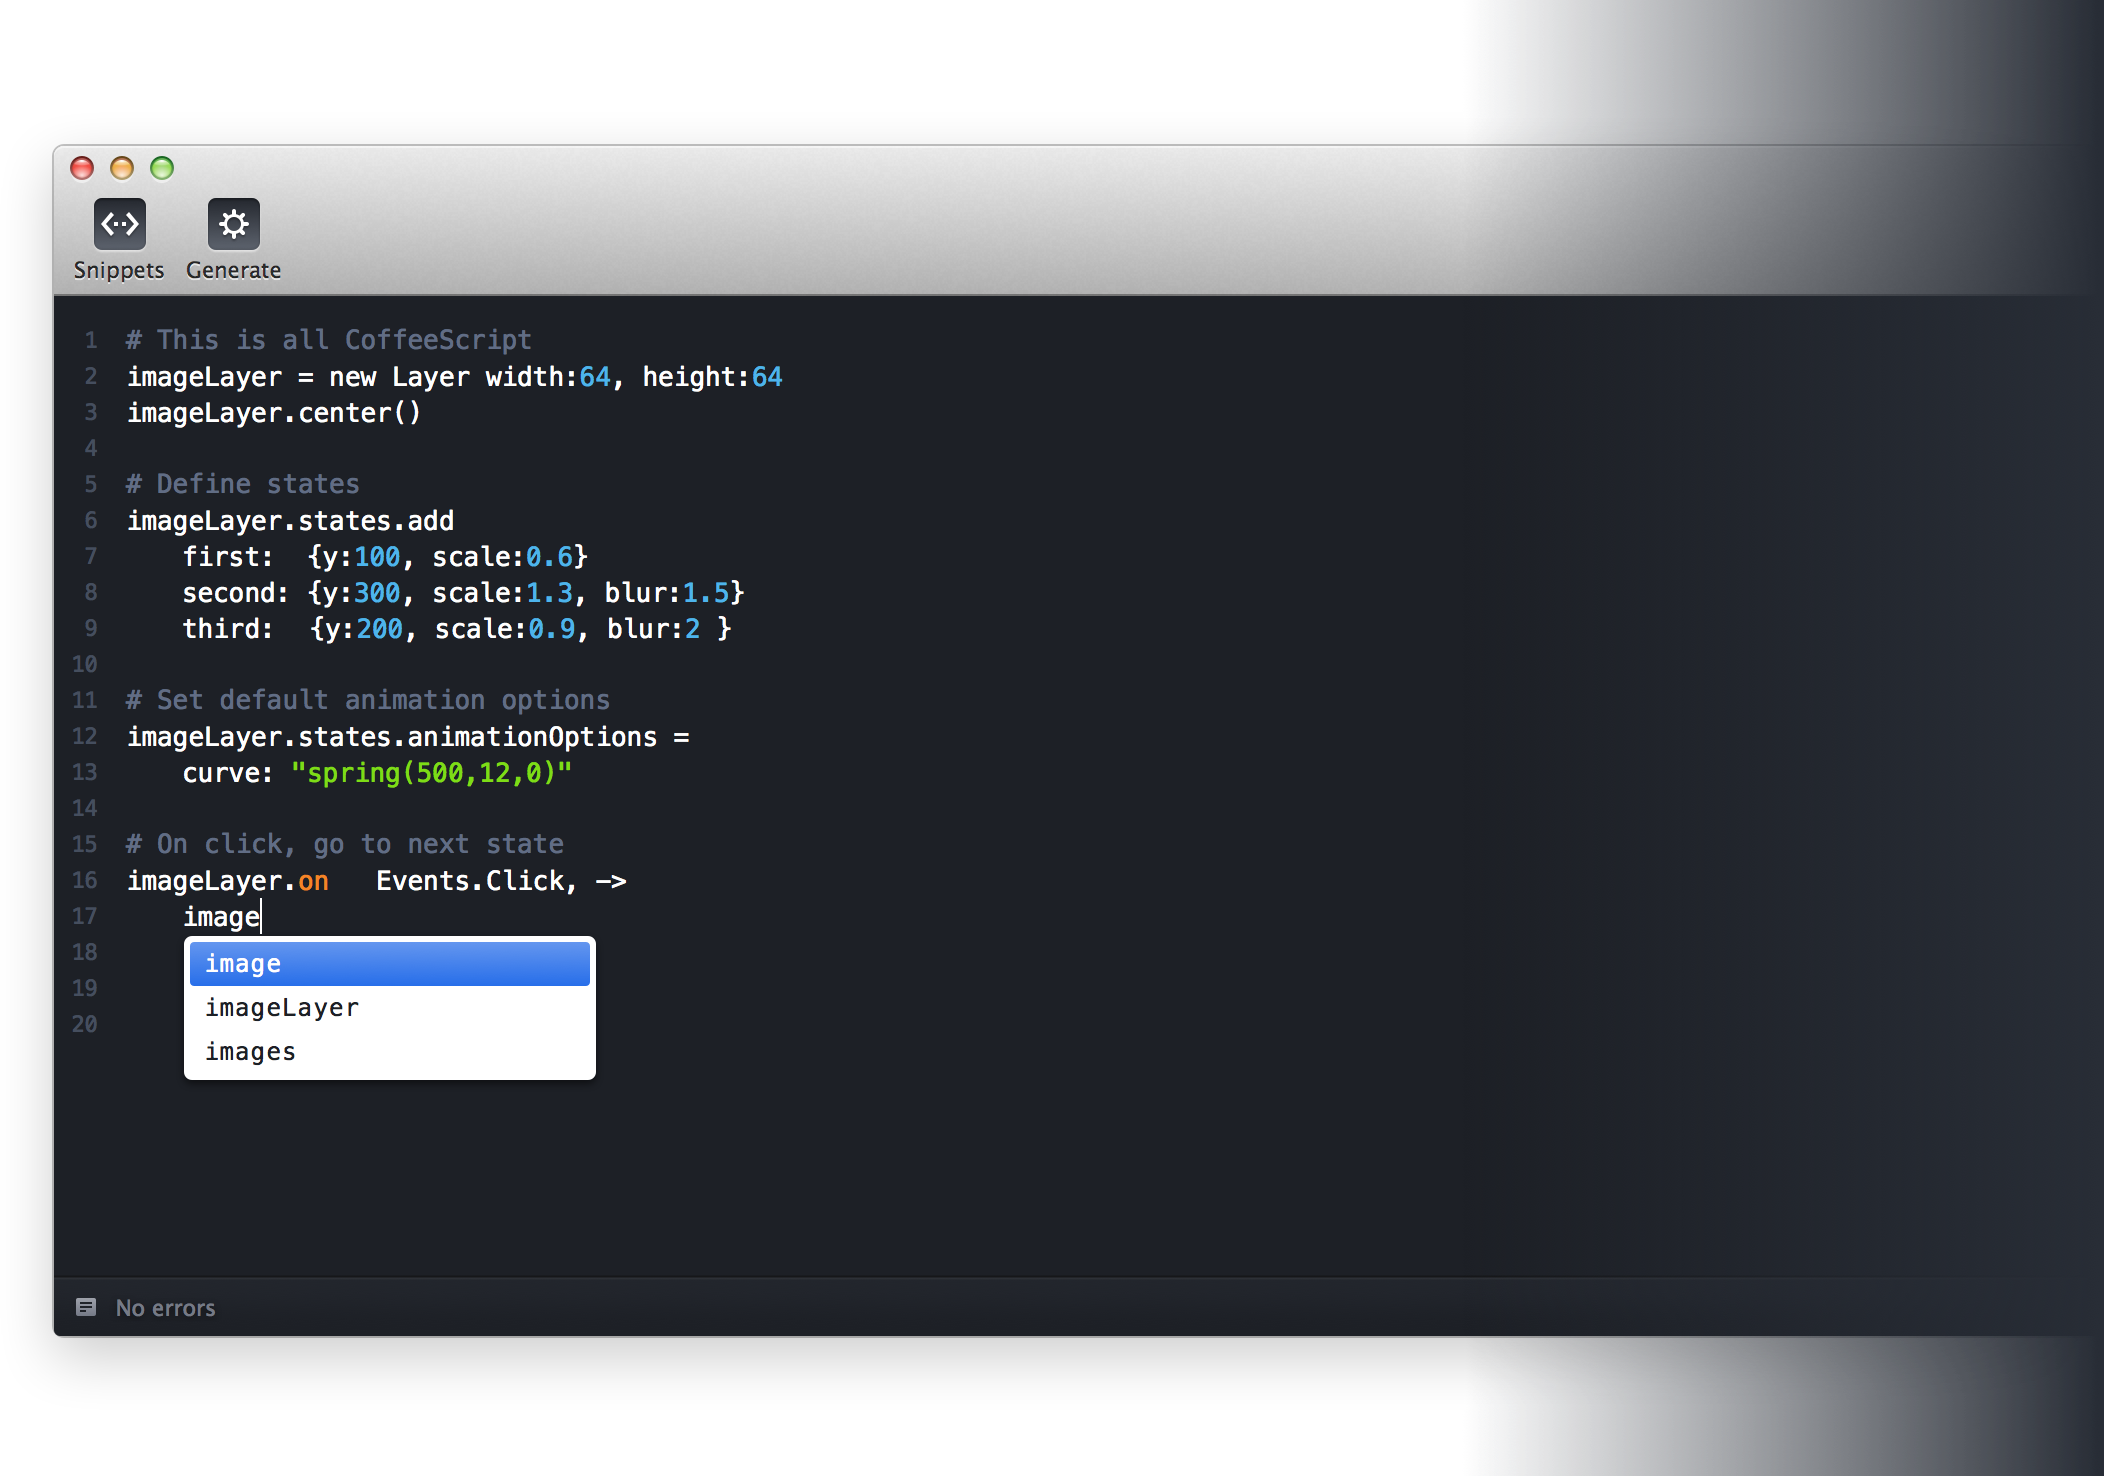 Snippets Generate
1 # This is all CoffeeScript
2 imageLayer = new Layer width:64, height:64
3 imageLayer.center()
4
5 # Define states
6 imageLayer.states.add
7 first: {y:100, scale:0.6}
8 second: {y:300, scale:1.3, blur:1.5}
9 third: {y:200, scale:0.9, blur:2 }
10
11 # Set default animation options
12 imageLayer.states.animationOptions =
13 curve: "spring(500,12,0)"
14
15 # On click, go to next state
16 imageLayer.on Events.Click, ->
17 image
18 image
19 imageLayer
20 images
No errors